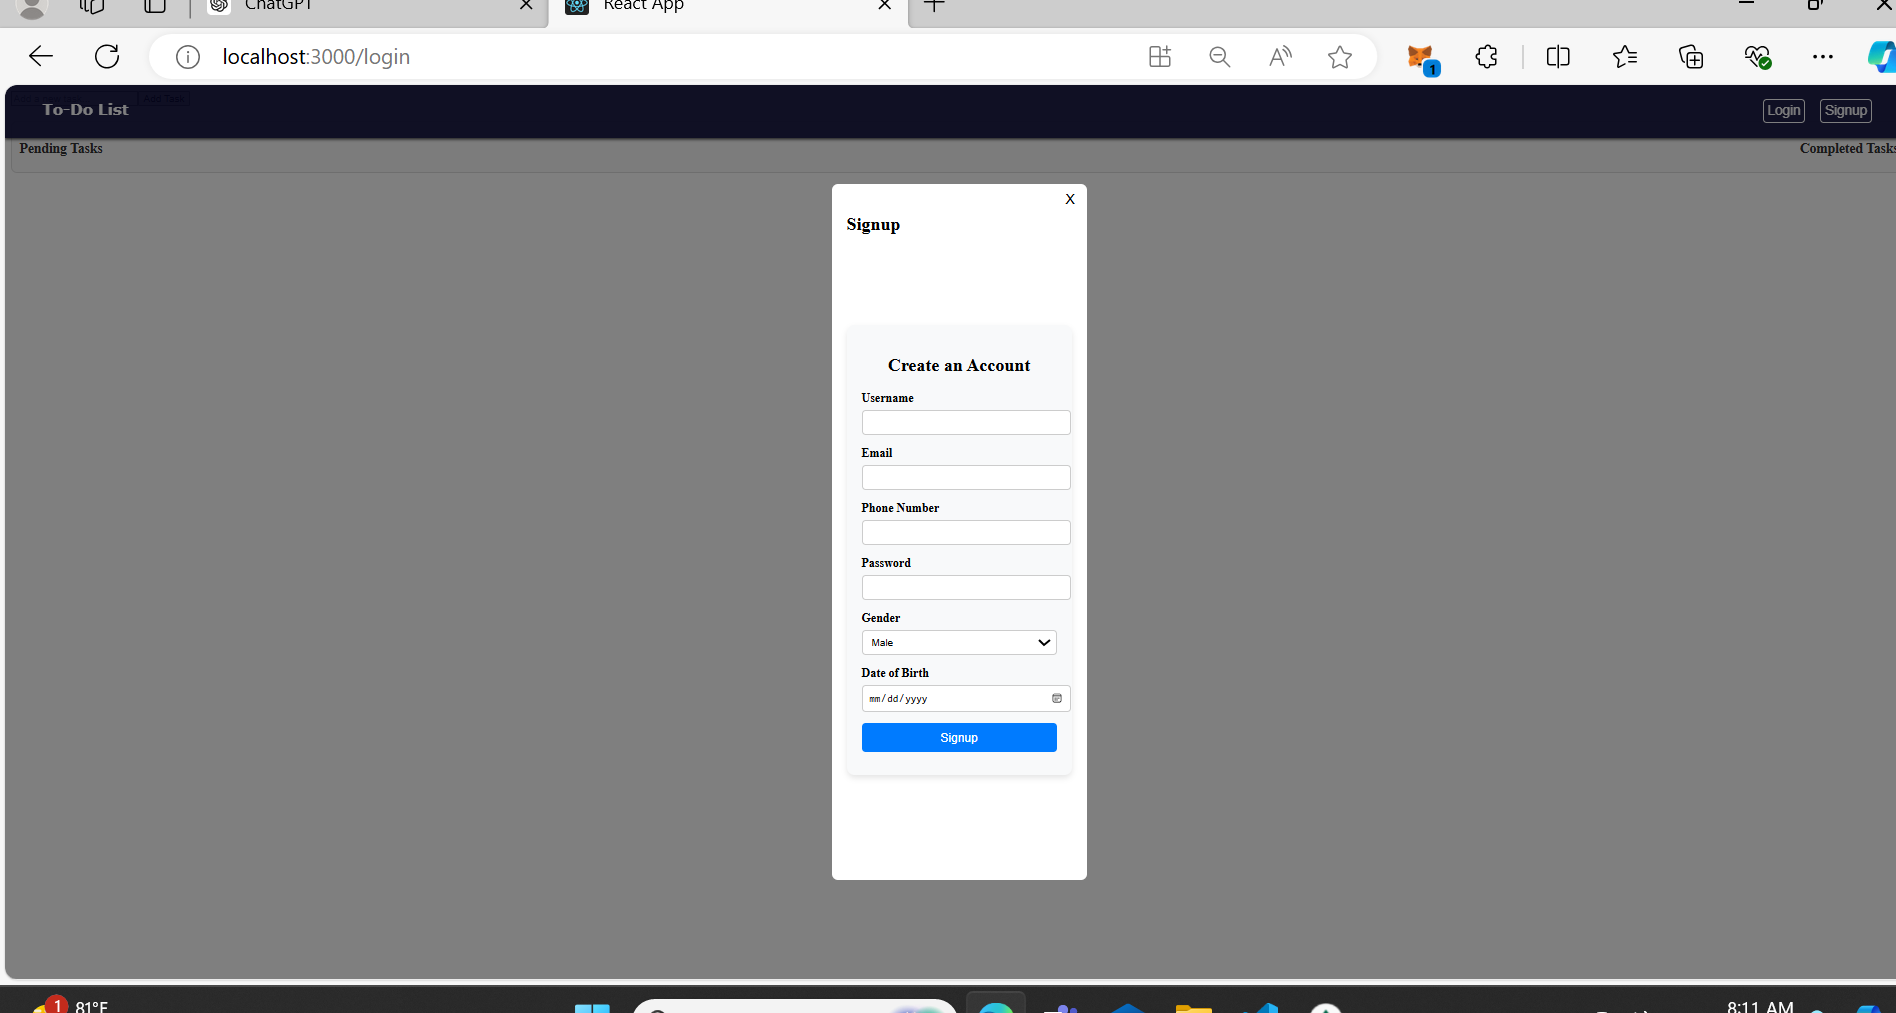 ChatGPT
React App
localhost:3000/login
1
To-Do List
Login
Signup
Pending Tasks
Completed Tasks
X
Signup
Create an Account
Username
Email
Phone Number
Password
Gender
Male
Date of Birth
mm/dd/yyyy
Signup
1
81°F
8:11 AM